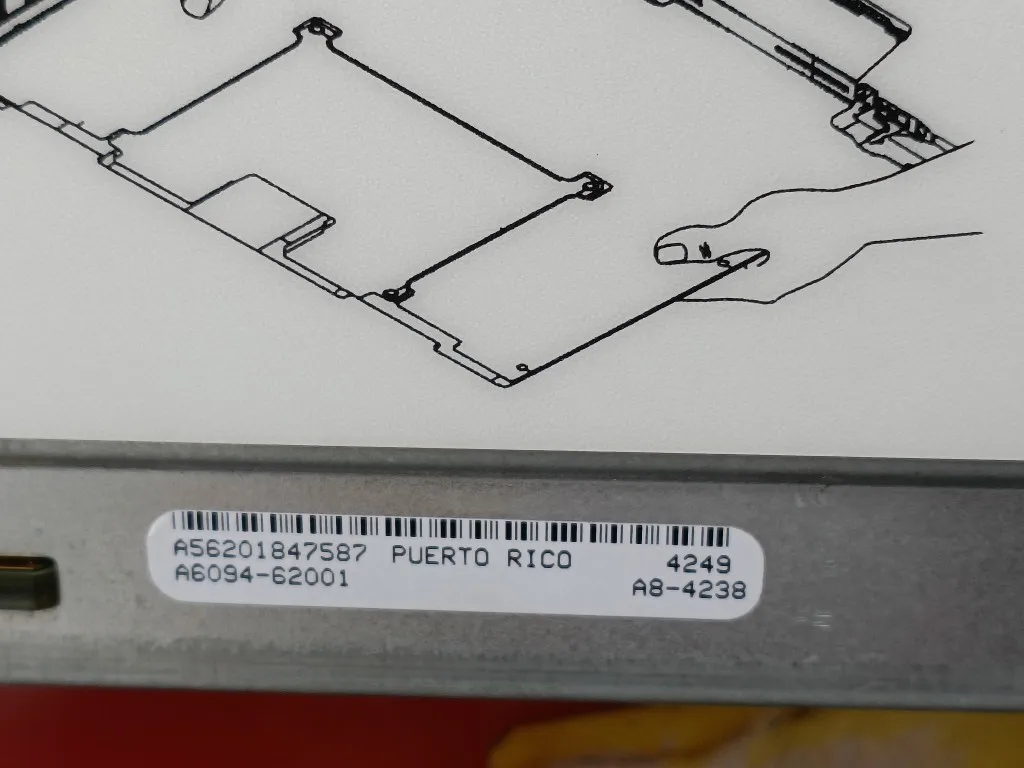 A56201847587 PUERTO RICO 4249
A6094-62001 A8-4238